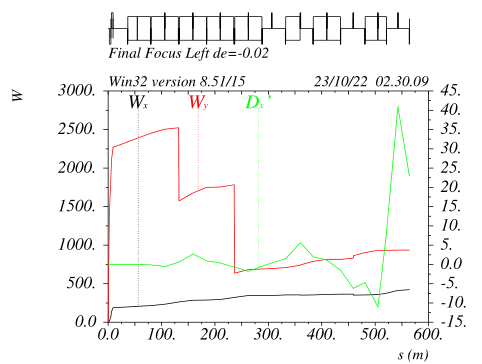 Final Focus Left de=-0.02
Win32 version 8.51/15 23/10/22 02.30.09
W
3000. Wx Wy Dx' 45.
40.
2500. 35.
30.
2000. 25.
20.
1500. 15.
10.
1000. 5.
0.0
500. -5.
-10.
0.0 -15.
0.0 100. 200. 300. 400. 500. 600.
s (m)